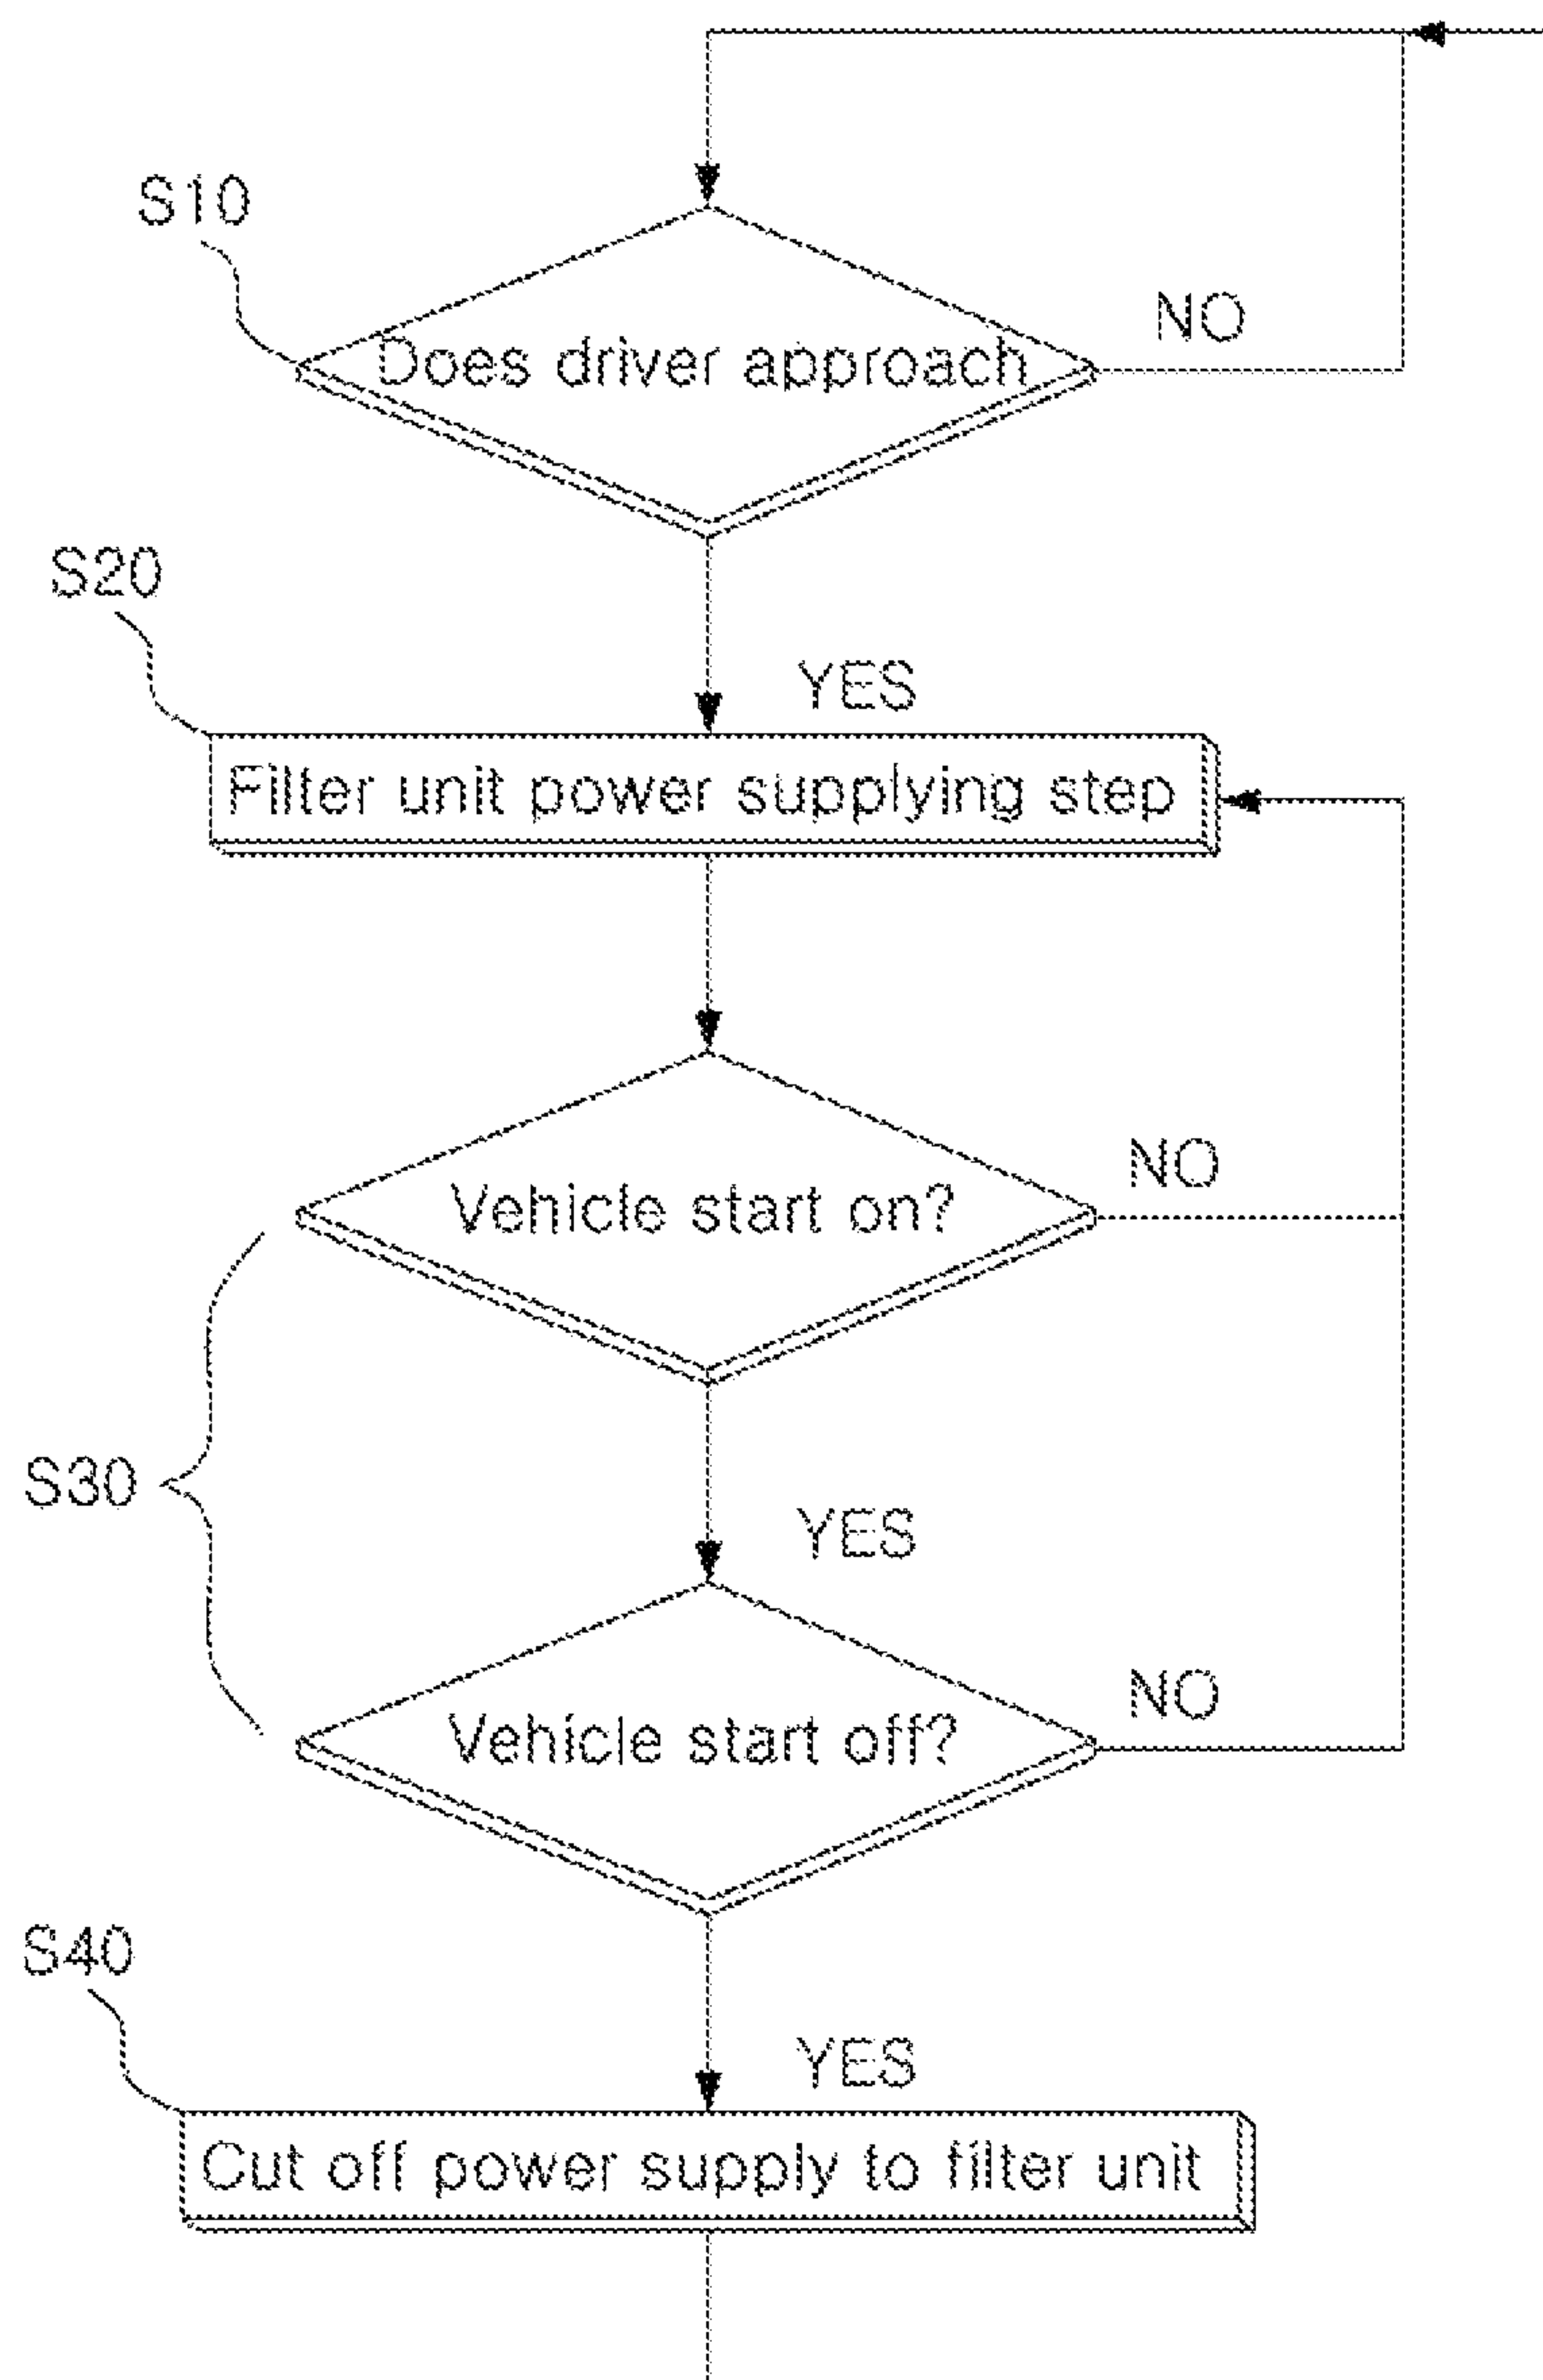 S10
Does driver approach
NO
S20
YES
Filter unit power supplying step
Vehicle start on?
NO
S30
YES
Vehicle start off?
NO
S40
YES
Cut off power supply to filter unit